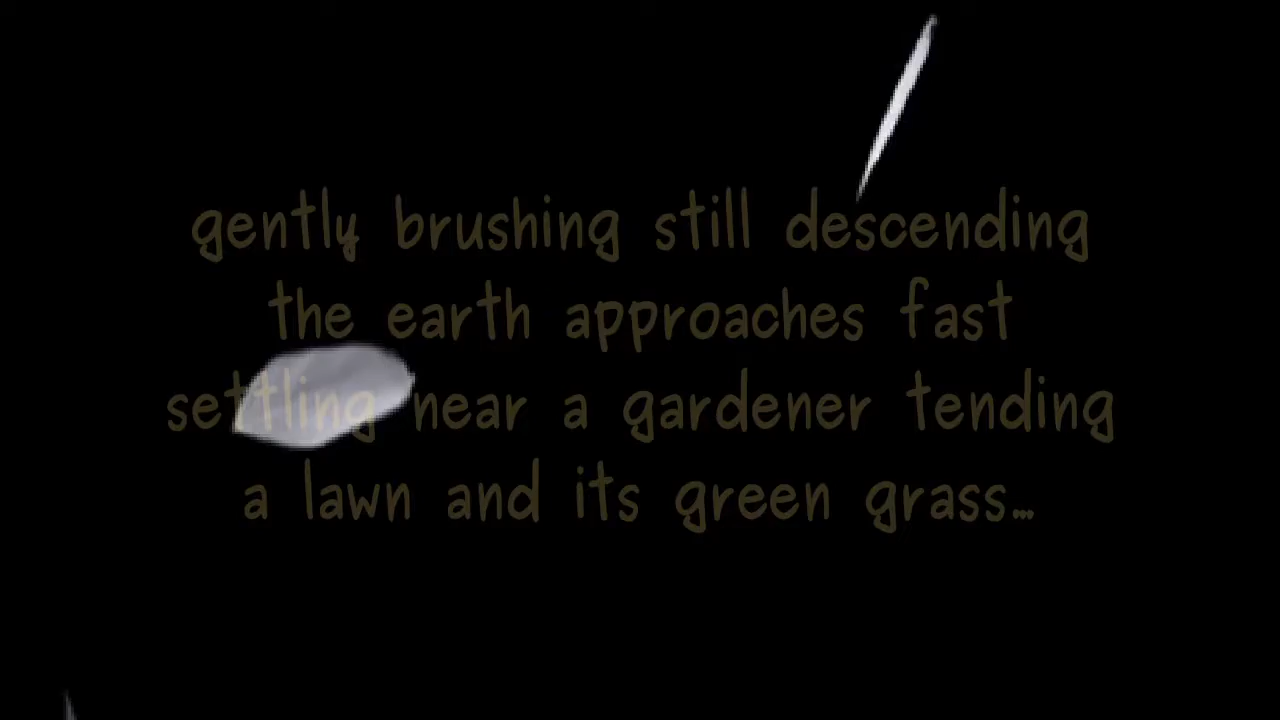 gently brushing still descending
the earth approaches fast
settling near a gardener tending
a lawn and its green grass...